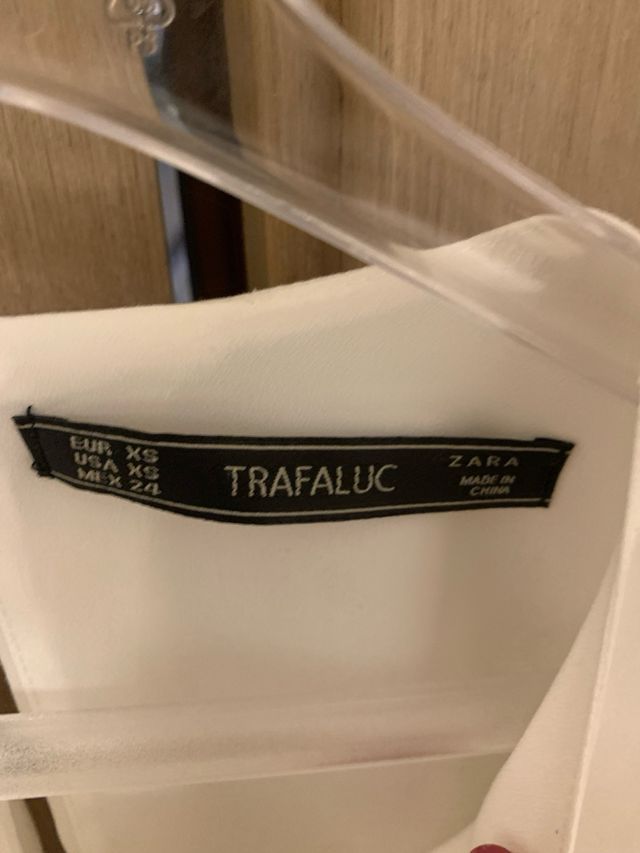 EUR XS
USA XS
MEX 24
TRAFALUC
ZARA
MADE IN
CHINA